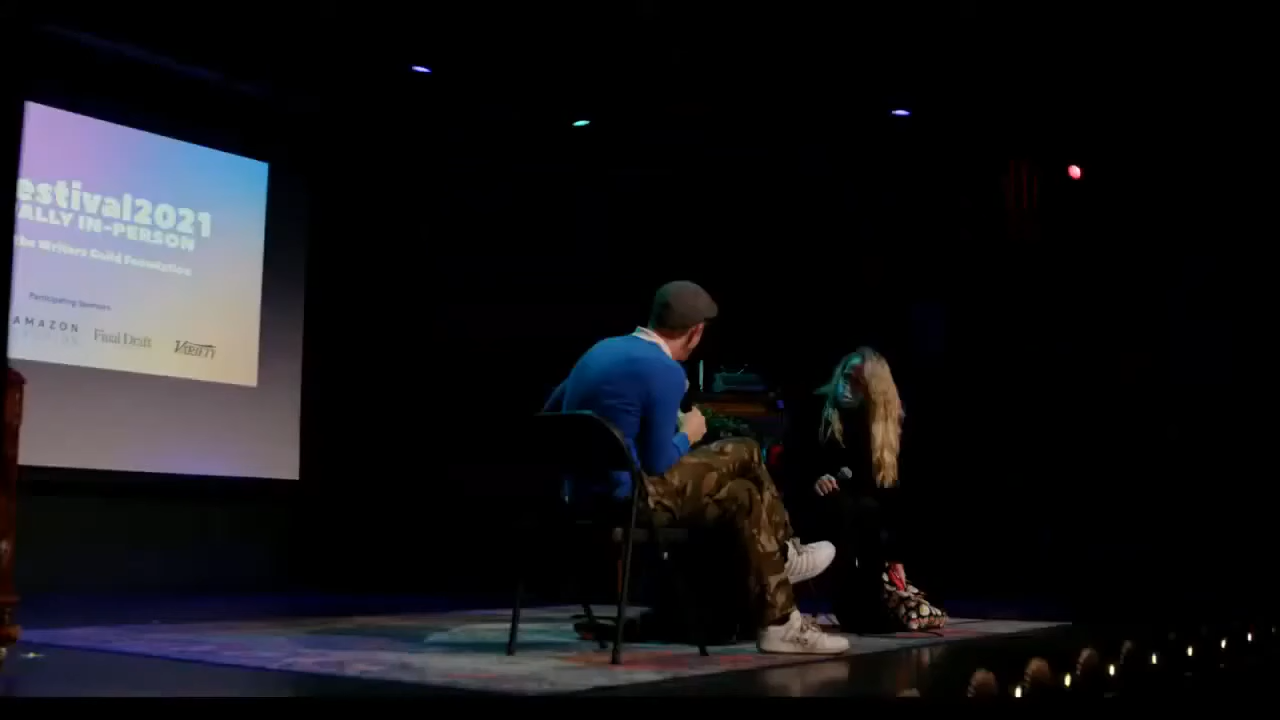 estival2021
ALLY IN-PERSON
the Writers Guild Foundation
Participating Sponsors
AMAZON
Final Draft
VARIETY